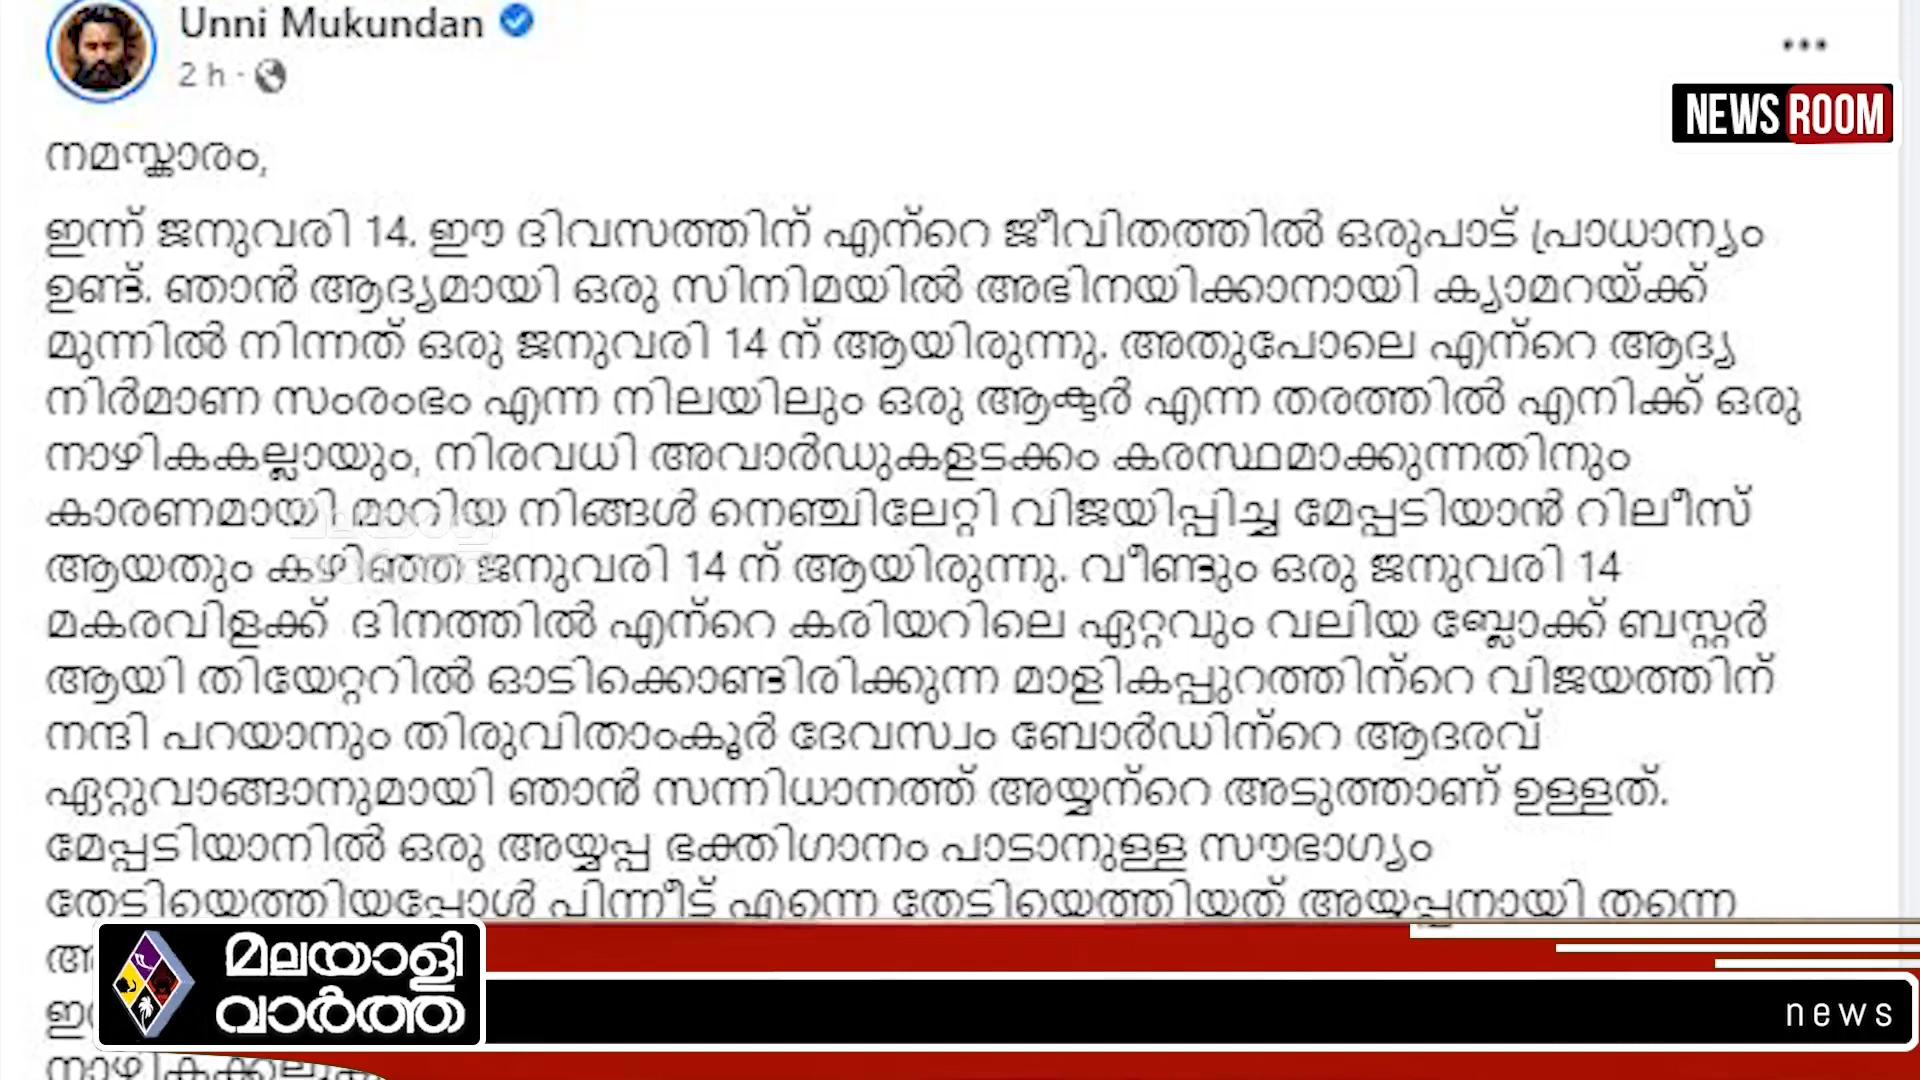 Unni Mukundan
2 h ·
NEWS ROOM
നമസ്കാരം,
ഇന്ന് ജനുവരി 14. ഈ ദിവസത്തിന് എന്റെ ജീവിതത്തിൽ ഒരുപാട് പ്രാധാന്യം
ഉണ്ട്. ഞാൻ ആദ്യമായി ഒരു സിനിമയിൽ അഭിനയിക്കാനായി ക്യാമറയ്ക്ക്
മുന്നിൽ നിന്നത് ഒരു ജനുവരി 14 ന് ആയിരുന്നു. അതുപോലെ എന്റെ ആദ്യ
നിർമാണ സംരംഭം എന്ന നിലയിലും ഒരു ആക്ടർ എന്ന തരത്തിൽ എനിക്ക് ഒരു
നാഴികകല്ലായും, നിരവധി അവാർഡുകളടക്കം കരസ്ഥമാക്കുന്നതിനും
കാരണമായി മാറിയ നിങ്ങൾ നെഞ്ചിലേറ്റി വിജയിപ്പിച്ച മേപ്പടിയാൻ റിലീസ്
ആയതും കഴിഞ്ഞ ജനുവരി 14 ന് ആയിരുന്നു. വീണ്ടും ഒരു ജനുവരി 14
മകരവിളക്ക് ദിനത്തിൽ എന്റെ കരിയറിലെ ഏറ്റവും വലിയ ബ്ലോക്ക് ബസ്റ്റർ
ആയി തിയേറ്ററിൽ ഓടിക്കൊണ്ടിരിക്കുന്ന മാളികപ്പുറത്തിന്റെ വിജയത്തിന്
നന്ദി പറയാനും തിരുവിതാംകൂർ ദേവസ്വം ബോർഡിന്റെ ആദരവ്
ഏറ്റുവാങ്ങാനുമായി ഞാൻ സന്നിധാനത്ത് അയ്യന്റെ അടുത്താണ് ഉള്ളത്.
മേപ്പടിയാനിൽ ഒരു അയ്യപ്പ ഭക്തിഗാനം പാടാനുള്ള സൗഭാഗ്യം
തേടിയെത്തിയപ്പോൾ പിന്നീട് എന്നെ തേടിയെത്തിയത് അയ്യപ്പനായി തന്നെ
മലയാളി
വാർത്ത
news